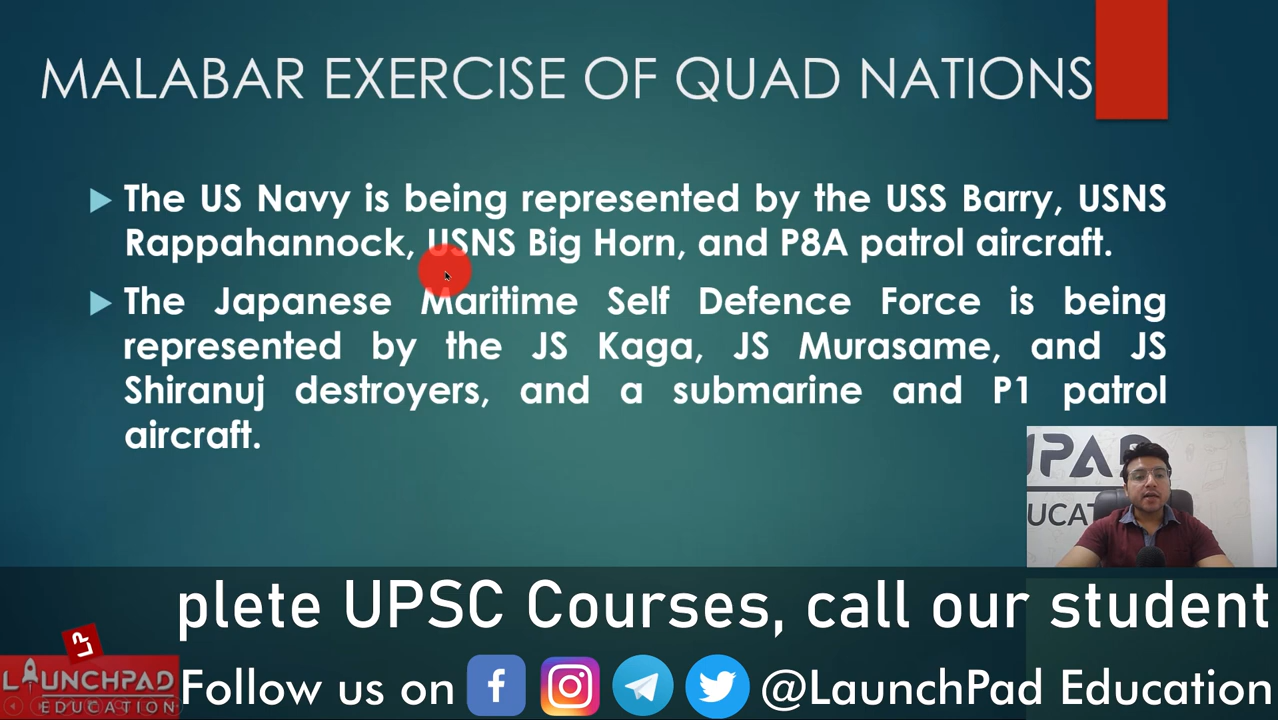 MALABAR EXERCISE OF QUAD NATIONS
The US Navy is being represented by the USS Barry, USNS
Rappahannock, USNS Big Horn, and P8A patrol aircraft.
The Japanese Maritime Self Defence Force is being
represented by the JS Kaga, JS Murasame, and JS
Shiranuj destroyers, and a submarine and P1 patrol
aircraft.
UPAD
UCAT
plete UPSC Courses, call our student
LP
LAUNCHPAD
EDUCATION
Follow us on @LaunchPad Education